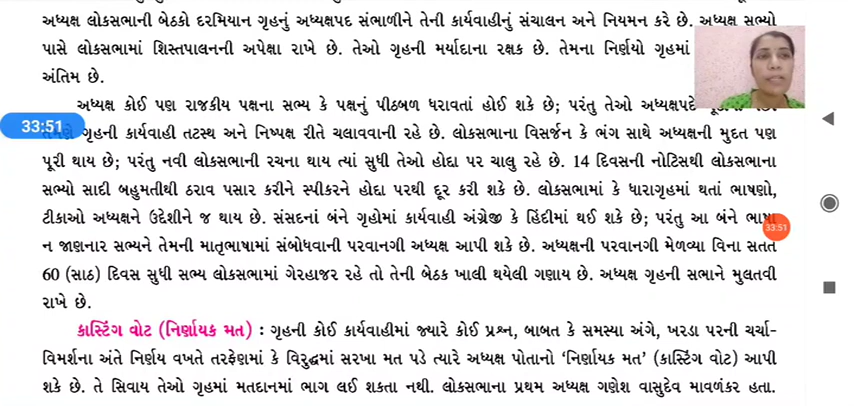 અધ્યક્ષ લોકસભાની બેઠકો દરમિયાન ગૃહનું અધ્યક્ષપદ સંભાળીને તેની કાર્યવાહીનું સંચાલન અને નિયમન કરે છે. અધ્યક્ષ સભ્યો
પાસે લોકસભામાં શિસ્તપાલનની અપેક્ષા રાખે છે. તેઓ ગૃહની મર્યાદાના રક્ષક છે. તેમના નિર્ણયો ગૃહમાં
અંતિમ છે.
અધ્યક્ષ કોઈ પણ રાજકીય પક્ષના સભ્ય કે પક્ષનું પીઠબળ ધરાવતાં હોઈ શકે છે; પરંતુ તેઓ અધ્યક્ષપદે
33:51
ગૃહની કાર્યવાહી તટસ્થ અને નિષ્પક્ષ રીતે ચલાવવાની રહે છે. લોકસભાના વિસર્જન કે ભંગ સાથે અધ્યક્ષની મુદત પણ
પૂરી થાય છે; પરંતુ નવી લોકસભાની રચના થાય ત્યાં સુધી તેઓ હોદ્દા પર ચાલુ રહે છે. 14 દિવસની નોટિસથી લોકસભાના
સભ્યો સાદી બહુમતીથી ઠરાવ પસાર કરીને સ્પીકરને હોદ્દા પરથી દૂર કરી શકે છે. લોકસભામાં કે ધારાગૃહમાં થતાં ભાષણો,
ટીકાઓ અધ્યક્ષને ઉદ્દેશીને જ થાય છે. સંસદનાં બંને ગૃહોમાં કાર્યવાહી અંગ્રેજી કે હિંદીમાં થઈ શકે છે; પરંતુ આ બંને ભાષા
33:51
ન જાણનાર સભ્યને તેમની માતૃભાષામાં સંબોધવાની પરવાનગી અધ્યક્ષ આપી શકે છે. અધ્યક્ષની પરવાનગી મેળવ્યા વિના સતત
60 (સાઠ) દિવસ સુધી સભ્ય લોકસભામાં ગેરહાજર રહે તો તેની બેઠક ખાલી થયેલી ગણાય છે. અધ્યક્ષ ગૃહની સભાને મુલતવી
રાખે છે.
કાસ્ટિંગ વોટ (નિર્ણાયક મત) : ગૃહની કોઈ કાર્યવાહીમાં જ્યારે કોઈ પ્રશ્ન, બાબત કે સમસ્યા અંગે, ખરડા પરની ચર્ચા-
વિમર્શના અંતે નિર્ણય વખતે તરફેણમાં કે વિરુદ્ધમાં સરખા મત પડે ત્યારે અધ્યક્ષ પોતાનો ‘નિર્ણાયક મત’ (કાસ્ટિંગ વોટ) આપી
શકે છે. તે સિવાય તેઓ ગૃહમાં મતદાનમાં ભાગ લઈ શકતા નથી. લોકસભાના પ્રથમ અધ્યક્ષ ગણેશ વાસુદેવ માવળંકર હતા.